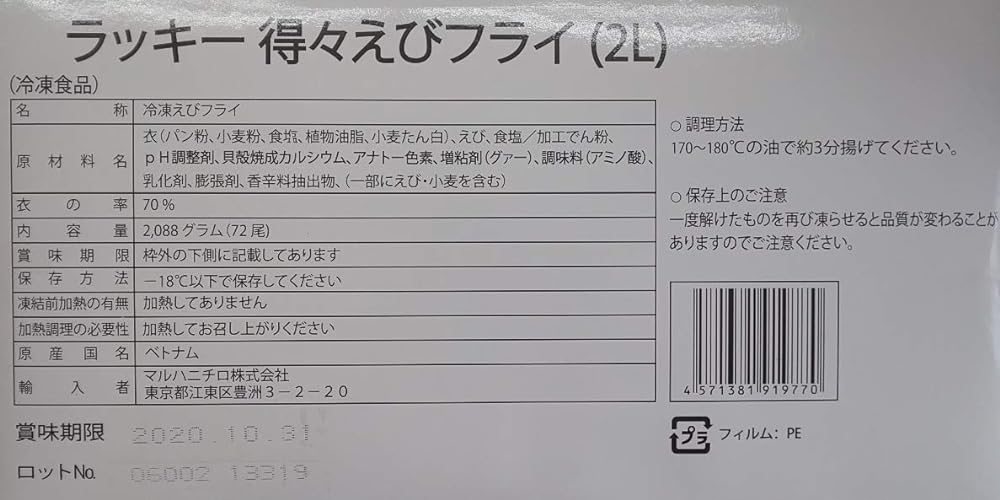 ラッキー 得々えびフライ (2L)
(冷凍食品)
名称 冷凍えびフライ
原材料名 衣(パン粉、小麦粉、食塩、植物油脂、小麦たん白)、えび、食塩/加工でん粉、
pH調整剤、貝殻焼成カルシウム、アナトー色素、増粘剤(グァー)、調味料(アミノ酸)、
乳化剤、膨張剤、香辛料抽出物、(一部にえび・小麦を含む)
衣の率 70%
内容量 2,088グラム(72尾)
賞味期限 枠外の下側に記載してあります
保存方法 −18℃以下で保存してください
凍結前加熱の有無 加熱してありません
加熱調理の必要性 加熱してお召し上がりください
原産国名 ベトナム
輸入者 マルハニチロ株式会社
東京都江東区豊洲3−2−20
賞味期限 2020.10.31
ロットNo. 06002 13319
○ 調理方法
170~180℃の油で約3分揚げてください。
○ 保存上のご注意
一度解けたものを再び凍らせると品質が変わることが
ありますのでご注意ください。
4 571381 919770
プラ フィルム: PE